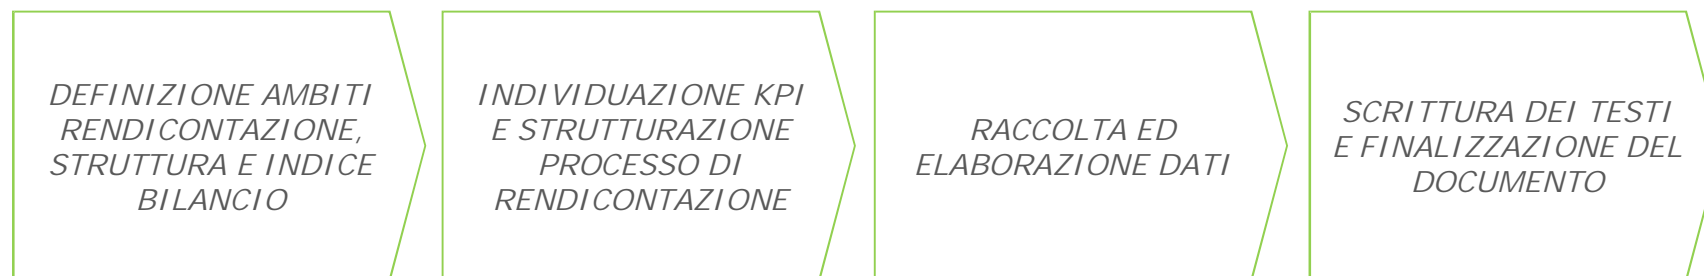 DEFINIZIONE AMBITI
RENDICONTAZIONE,
STRUTTURA E INDICE
BILANCIO
INDIVIDUAZIONE KPI
E STRUTTURAZIONE
PROCESSO DI
RENDICONTAZIONE
RACCOLTA ED
ELABORAZIONE DATI
SCRITTURA DEI TESTI
E FINALIZZAZIONE DEL
DOCUMENTO